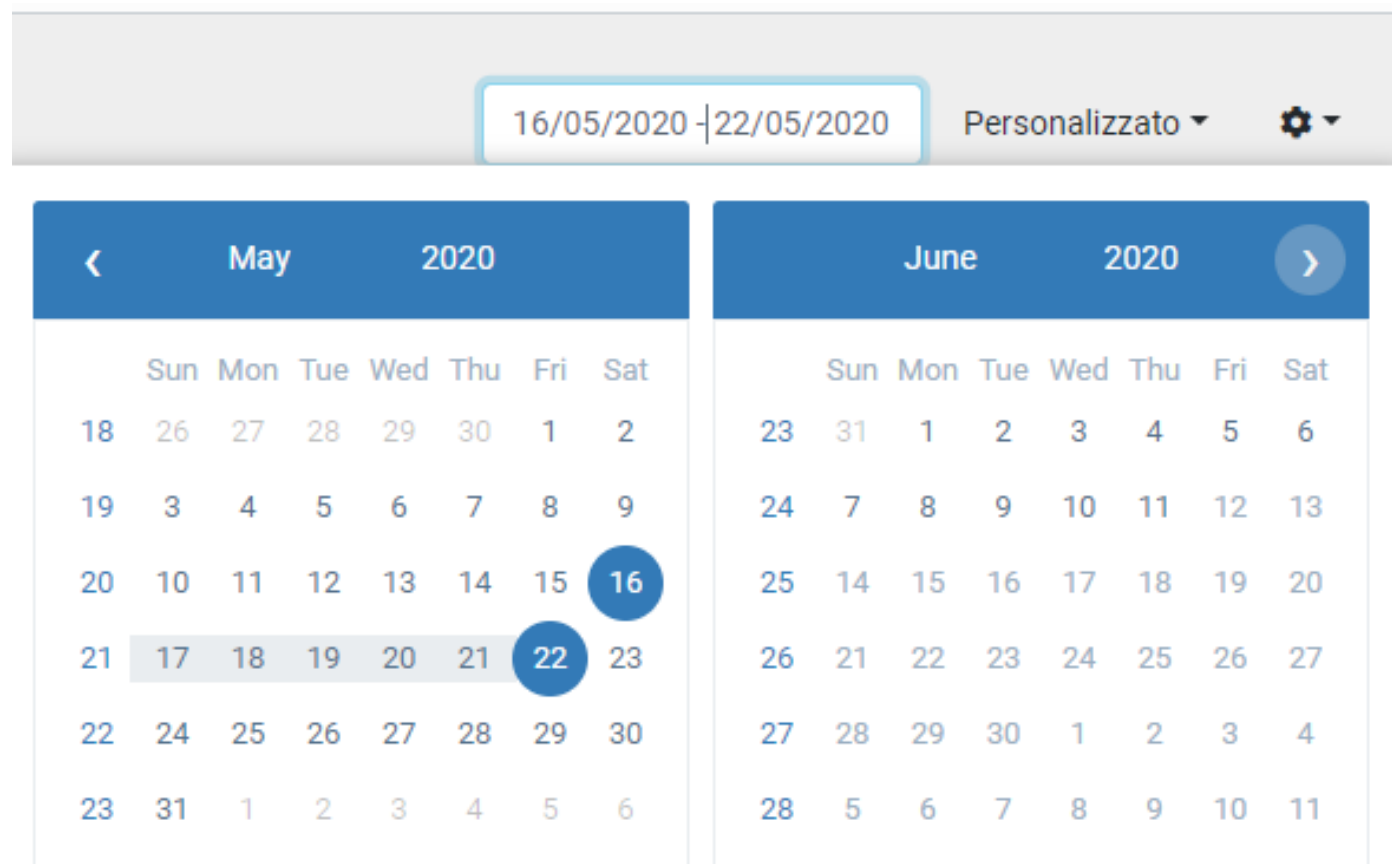 16/05/2020 - 22/05/2020 Personalizzato
May 2020
Sun Mon Tue Wed Thu Fri Sat
18 26 27 28 29 30 1 2
19 3 4 5 6 7 8 9
20 10 11 12 13 14 15 16
21 17 18 19 20 21 22 23
22 24 25 26 27 28 29 30
23 31 1 2 3 4 5 6
June 2020
Sun Mon Tue Wed Thu Fri Sat
23 31 1 2 3 4 5 6
24 7 8 9 10 11 12 13
25 14 15 16 17 18 19 20
26 21 22 23 24 25 26 27
27 28 29 30 1 2 3 4
28 5 6 7 8 9 10 11